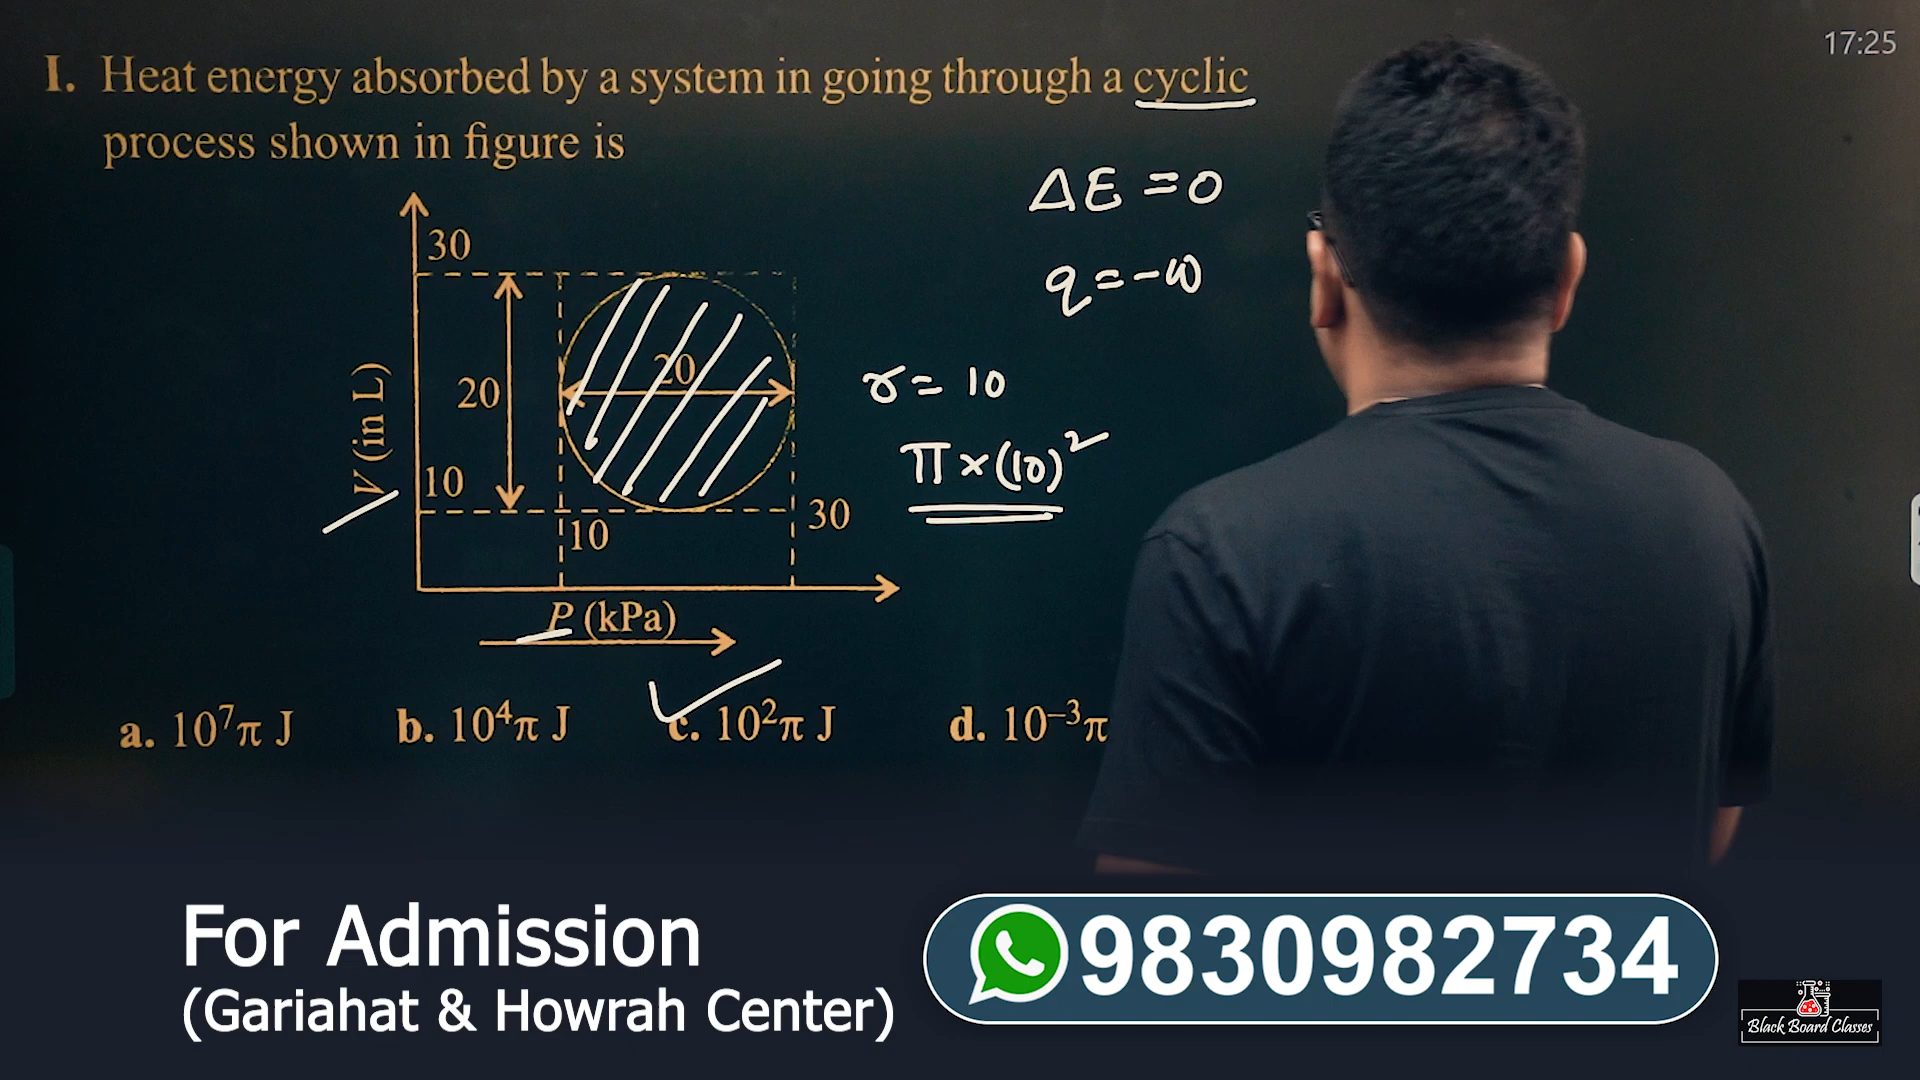 17:25
I. Heat energy absorbed by a system in going through a cyclic
process shown in figure is
ΔE = 0
q = -w
30
20
20
V (in L)
10
10
30
P (kPa)
r = 10
π × (10)²
a. 10⁷π J
b. 10⁴π J
c. 10²π J
d. 10⁻³π
For Admission
(Gariahat & Howrah Center)
9830982734
Black Board Classes